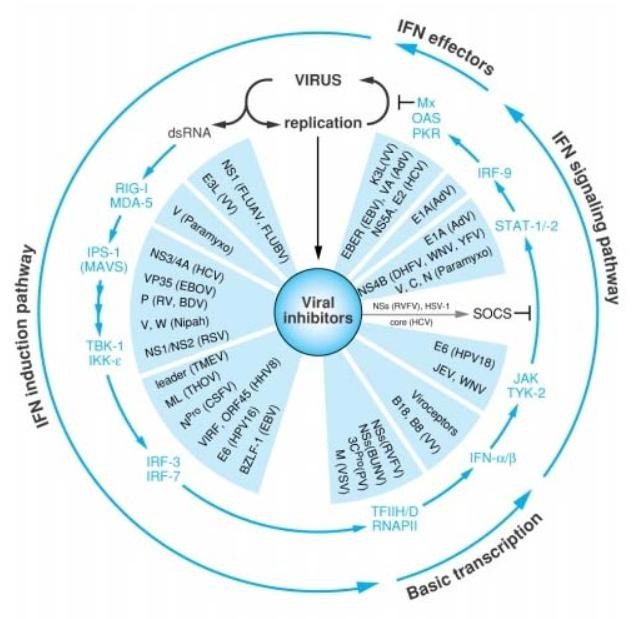 IFN effectors
IFN signaling pathway
Basic transcription
IFN induction pathway
VIRUS
replication
dsRNA
RIG-I
MDA-5
IPS-1
(MAVS)
TBK-1
IKK-ε
IRF-3
IRF-7
TFIIH/D
RNAPII
IFN-α/β
JAK
TYK-2
STAT-1/-2
IRF-9
Mx
OAS
PKR
NS1 (FLUAV, FLUBV)
E3L (VV)
V (Paramyxo)
NS3/4A (HCV)
VP35 (EBOV)
P (RV, BDV)
V, W (Nipah)
NS1/NS2 (RSV)
leader (TMEV)
ML (THOV)
NPro (CSFV)
VIRF, ORF45 (HHV8)
E6 (HPV16)
BZLF-1 (EBV)
M (VSV)
3CPro(PV)
NSs(BUNV)
NSs(RVFV)
Viroceptors
B18, B8 (VV)
E6 (HPV18)
JEV, WNV
NSs (RVFV), HSV-1
core (HCV)
SOCS
E1A (AdV)
NS4B (DHFV, WNV, YFV)
V, C, N (Paramyxo)
E1A(AdV)
K3L(VV)
EBER (EBV), VA (AdV)
NS5A, E2 (HCV)
Viral
inhibitors